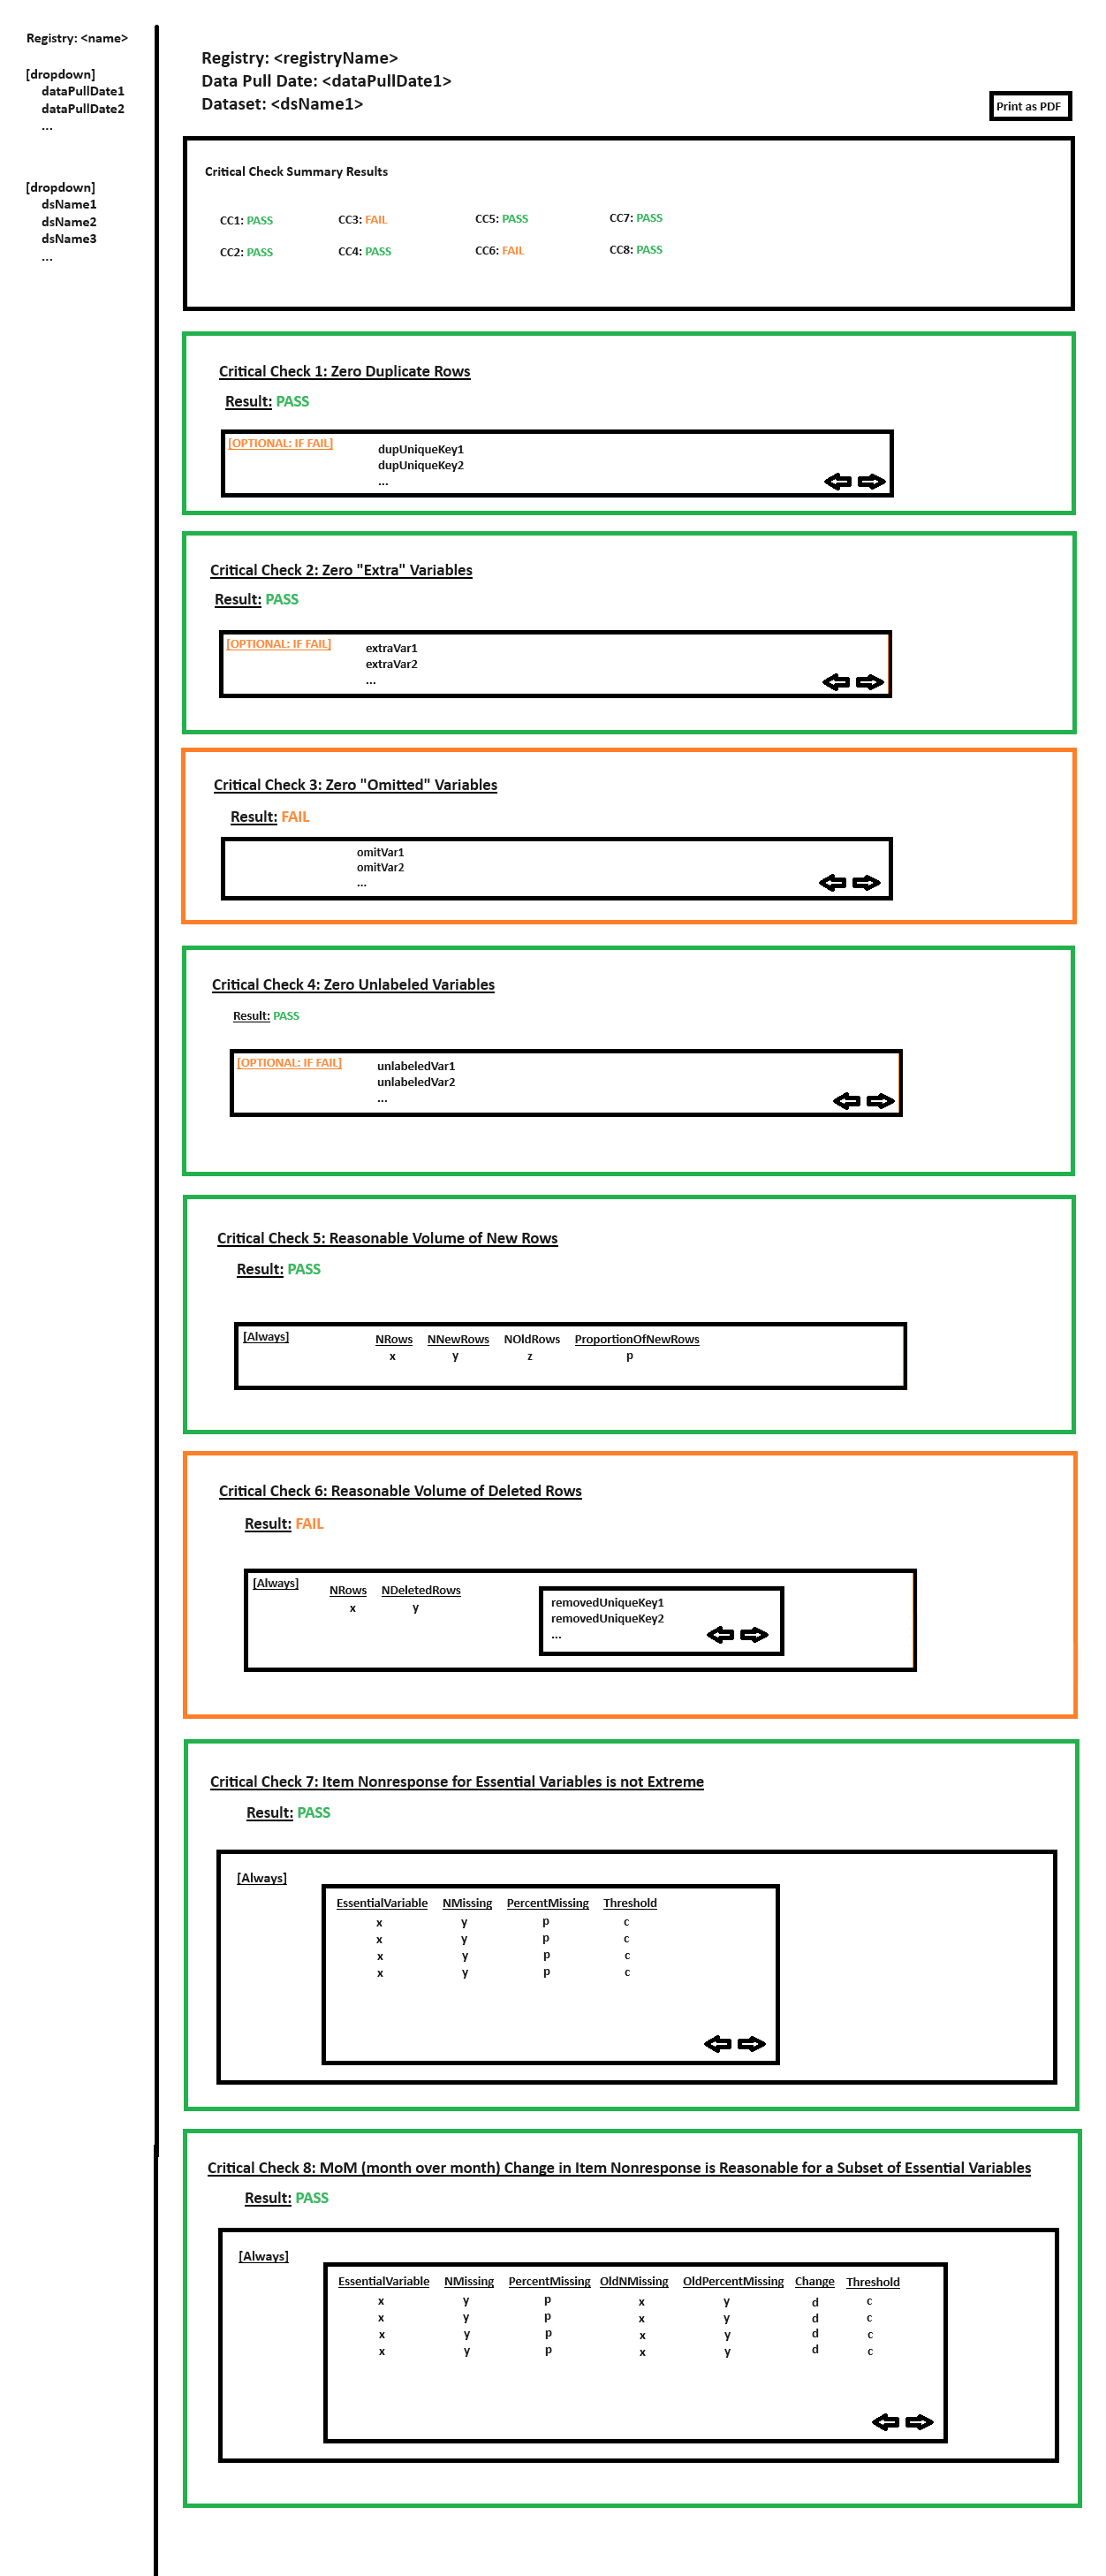 Registry: <name>
[dropdown]
dataPullDate1
dataPullDate2
...
[dropdown]
dsName1
dsName2
dsName3
...
Registry: <registryName>
Data Pull Date: <dataPullDate1>
Dataset: <dsName1>
Print as PDF
Critical Check Summary Results
CC1: PASS CC3: FAIL CC5: PASS CC7: PASS
CC2: PASS CC4: PASS CC6: FAIL CC8: PASS
Critical Check 1: Zero Duplicate Rows
Result: PASS
[OPTIONAL: IF FAIL]
dupUniqueKey1
dupUniqueKey2
...
Critical Check 2: Zero "Extra" Variables
Result: PASS
[OPTIONAL: IF FAIL]
extraVar1
extraVar2
...
Critical Check 3: Zero "Omitted" Variables
Result: FAIL
omitVar1
omitVar2
...
Critical Check 4: Zero Unlabeled Variables
Result: PASS
[OPTIONAL: IF FAIL]
unlabeledVar1
unlabeledVar2
...
Critical Check 5: Reasonable Volume of New Rows
Result: PASS
[Always]
NRows NNewRows NOldRows ProportionOfNewRows
x y z p
Critical Check 6: Reasonable Volume of Deleted Rows
Result: FAIL
[Always]
NRows NDeletedRows
x y
removedUniqueKey1
removedUniqueKey2
...
Critical Check 7: Item Nonresponse for Essential Variables is not Extreme
Result: PASS
[Always]
EssentialVariable NMissing PercentMissing Threshold
x y p c
x y p c
x y p c
x y p c
Critical Check 8: MoM (month over month) Change in Item Nonresponse is Reasonable for a Subset of Essential Variables
Result: PASS
[Always]
EssentialVariable NMissing PercentMissing OldNMissing OldPercentMissing Change Threshold
x y p x y d c
x y p x y d c
x y p x y d c
x y p x y d c